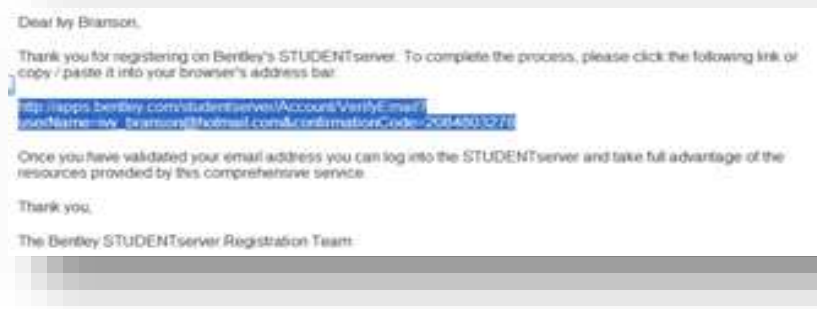 Dear Ivy Branson,
Thank you for registering on Bentley's STUDENTserver. To complete the process, please click the following link or
copy / paste it into your browser's address bar:
http://apps.bentley.com/studentserver/Account/VerifyEmail?
userName=ivy_branson@hotmail.com&confirmationCode=2084803278
Once you have validated your email address you can log into the STUDENTserver and take full advantage of the
resources provided by this comprehensive service.
Thank you,
The Bentley STUDENTserver Registration Team